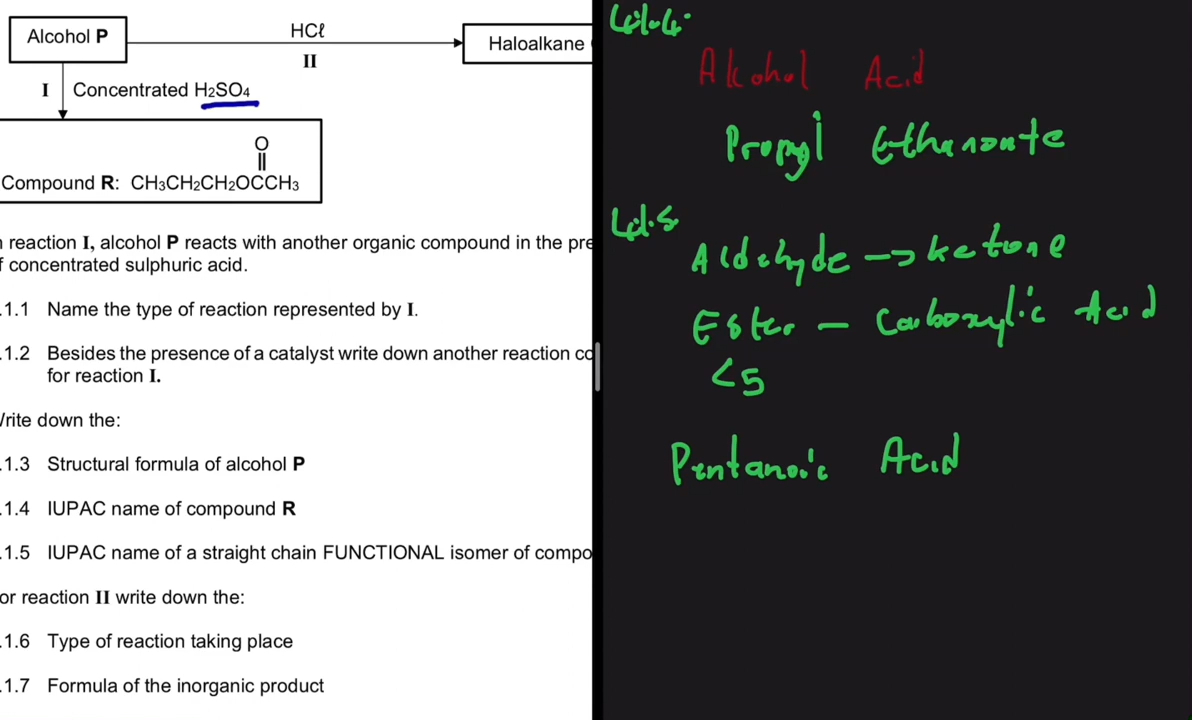 Alcohol P
HCℓ
Haloalkane
II
I Concentrated H₂SO₄
O
Compound R: CH₃CH₂CH₂OCCH₃
reaction I, alcohol P reacts with another organic compound in the pre
f concentrated sulphuric acid.
.1.1 Name the type of reaction represented by I.
.1.2 Besides the presence of a catalyst write down another reaction co
for reaction I.
Write down the:
.1.3 Structural formula of alcohol P
.1.4 IUPAC name of compound R
.1.5 IUPAC name of a straight chain FUNCTIONAL isomer of compo
or reaction II write down the:
.1.6 Type of reaction taking place
.1.7 Formula of the inorganic product
Alcohol Acid
Propyl Ethanoate
Aldehyde → ketone
Ester – Carboxylic Acid
<5
Pentanoic Acid